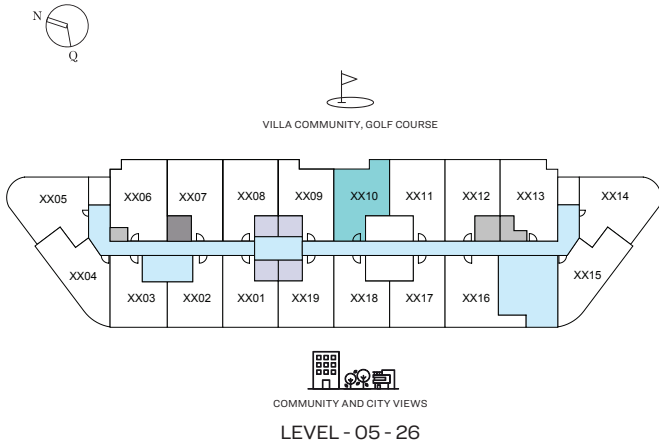 N
Q
VILLA COMMUNITY, GOLF COURSE
XX05 XX06 XX07 XX08 XX09 XX10 XX11 XX12 XX13 XX14
XX04 XX15
XX03 XX02 XX01 XX19 XX18 XX17 XX16
COMMUNITY AND CITY VIEWS
LEVEL - 05 - 26